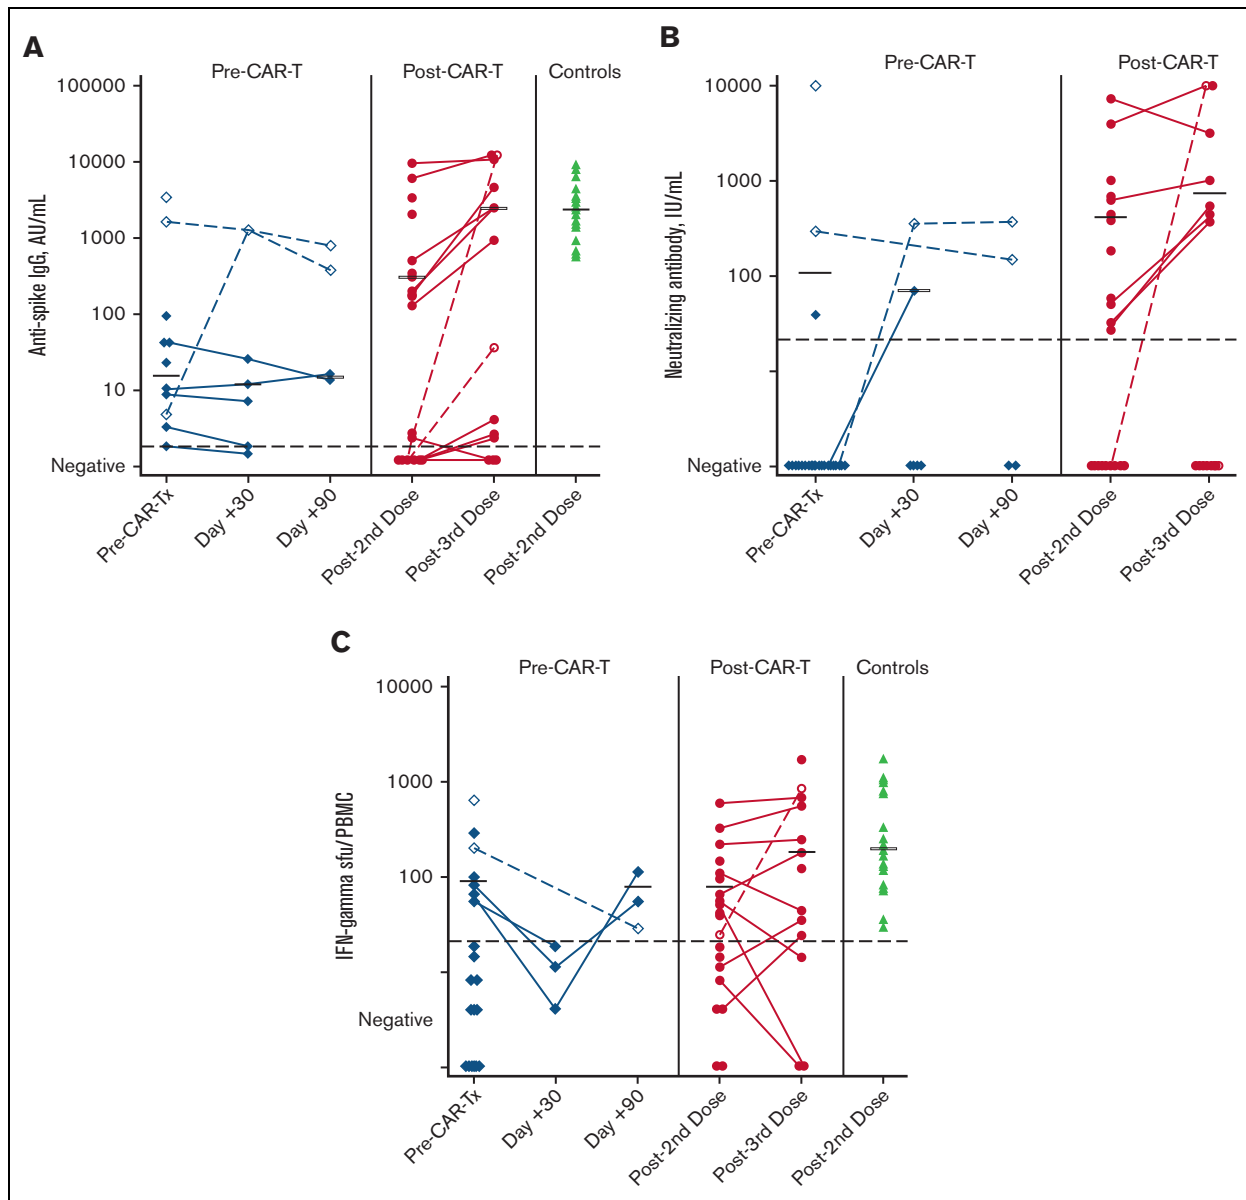 A
Pre-CAR-T
Post-CAR-T
Controls
Anti-spike IgG, AU/mL
100000
10000
1000
100
10
Negative
Pre-CAR-Tx
Day +30
Day +90
Post-2nd Dose
Post-3rd Dose
Post-2nd Dose
B
Pre-CAR-T
Post-CAR-T
Neutralizing antibody, IU/mL
10000
1000
100
Negative
Pre-CAR-Tx
Day +30
Day +90
Post-2nd Dose
Post-3rd Dose
C
Pre-CAR-T
Post-CAR-T
Controls
IFN-gamma sfu/PBMC
10000
1000
100
Negative
Pre-CAR-Tx
Day +30
Day +90
Post-2nd Dose
Post-3rd Dose
Post-2nd Dose